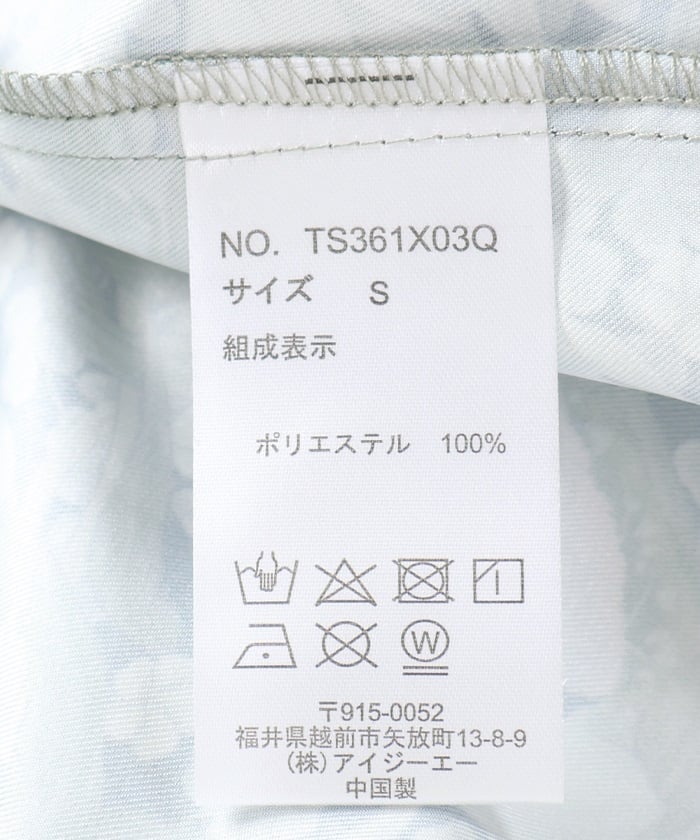 NO. TS361X03Q
サイズ S
組成表示
ポリエステル 100%
W
〒915-0052
福井県越前市矢放町13-8-9
(株)アイジーエー
中国製